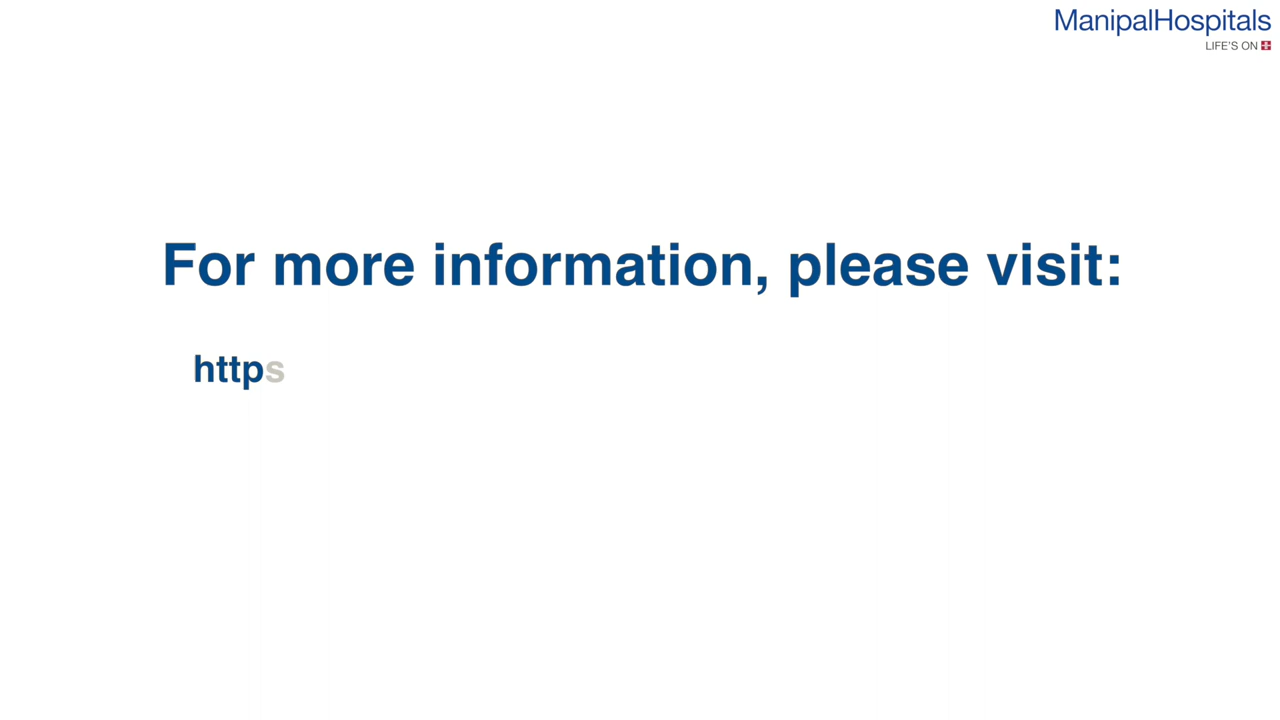 ManipalHospitals
LIFE'S ON
For more information, please visit:
https